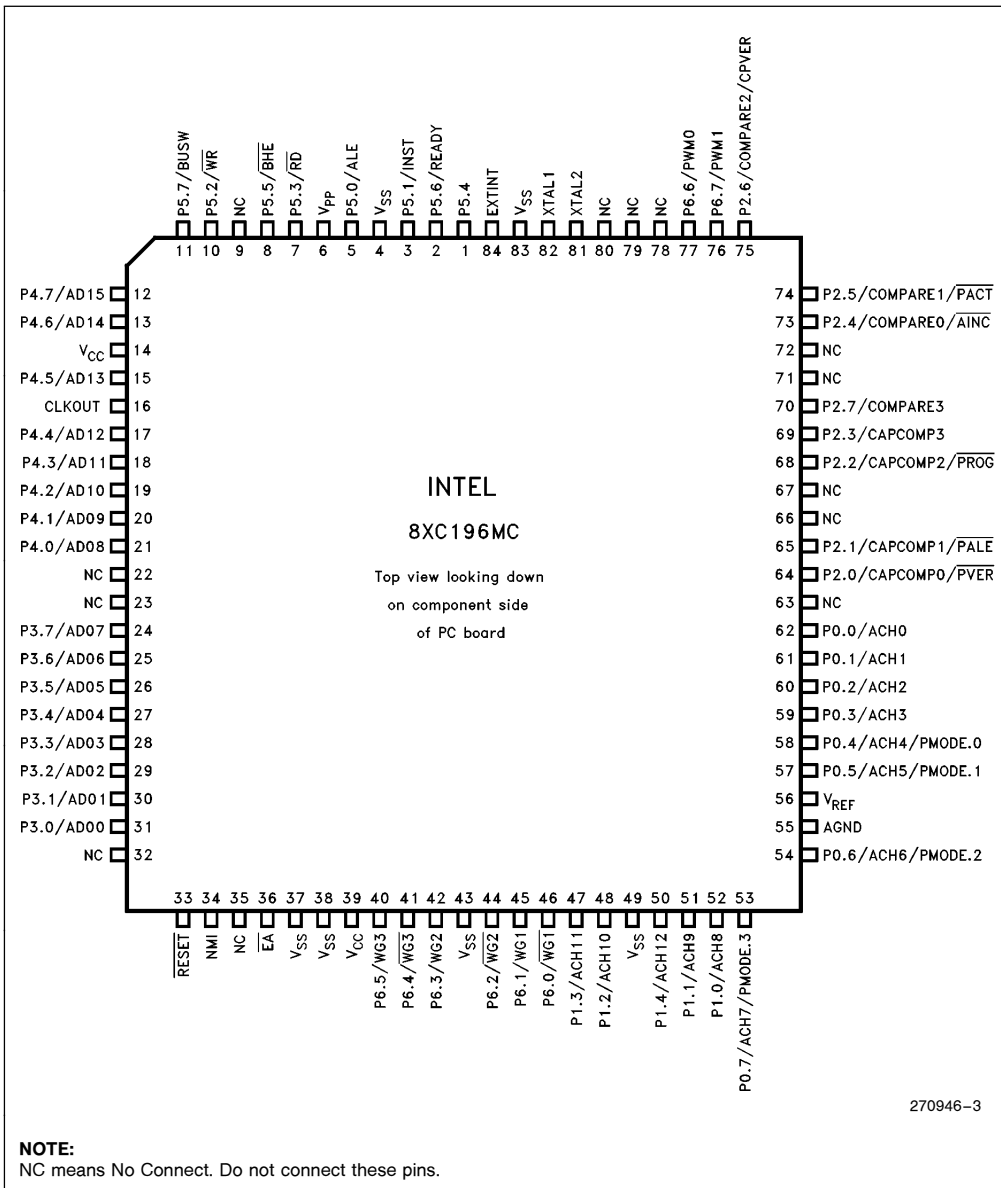 P5.7/BUSW
P5.2/W̅R̅
NC
P5.5/B̅H̅E̅
P5.3/R̅D̅
VPP
P5.0/ALE
VSS
P5.1/INST
P5.6/READY
P5.4
EXTINT
VSS
XTAL1
XTAL2
NC
NC
NC
P6.6/PWM0
P6.7/PWM1
P2.6/COMPARE2/CPVER
11 10 9 8 7 6 5 4 3 2 1 84 83 82 81 80 79 78 77 76 75
P4.7/AD15 12
P4.6/AD14 13
VCC 14
P4.5/AD13 15
CLKOUT 16
P4.4/AD12 17
P4.3/AD11 18
P4.2/AD10 19
P4.1/AD09 20
P4.0/AD08 21
NC 22
NC 23
P3.7/AD07 24
P3.6/AD06 25
P3.5/AD05 26
P3.4/AD04 27
P3.3/AD03 28
P3.2/AD02 29
P3.1/AD01 30
P3.0/AD00 31
NC 32
INTEL
8XC196MC
Top view looking down
on component side
of PC board
74 P2.5/COMPARE1/P̅A̅C̅T̅
73 P2.4/COMPARE0/A̅I̅N̅C̅
72 NC
71 NC
70 P2.7/COMPARE3
69 P2.3/CAPCOMP3
68 P2.2/CAPCOMP2/P̅R̅O̅G̅
67 NC
66 NC
65 P2.1/CAPCOMP1/P̅A̅L̅E̅
64 P2.0/CAPCOMP0/P̅V̅E̅R̅
63 NC
62 P0.0/ACH0
61 P0.1/ACH1
60 P0.2/ACH2
59 P0.3/ACH3
58 P0.4/ACH4/PMODE.0
57 P0.5/ACH5/PMODE.1
56 VREF
55 AGND
54 P0.6/ACH6/PMODE.2
33 34 35 36 37 38 39 40 41 42 43 44 45 46 47 48 49 50 51 52 53
R̅E̅S̅E̅T̅
NMI
NC
E̅A̅
VSS
VSS
VCC
P6.5/WG3
P6.4/W̅G̅3̅
P6.3/WG2
VSS
P6.2/W̅G̅2̅
P6.1/WG1
P6.0/W̅G̅1̅
P1.3/ACH11
P1.2/ACH10
VSS
P1.4/ACH12
P1.1/ACH9
P1.0/ACH8
P0.7/ACH7/PMODE.3
270946–3
NOTE:
NC means No Connect. Do not connect these pins.